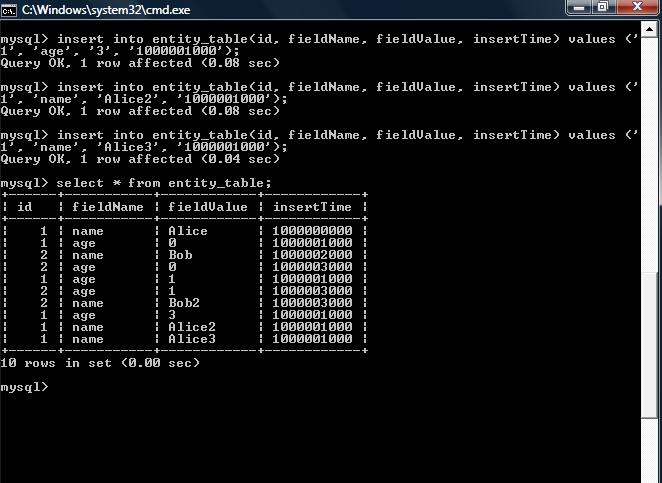 C:\Windows\system32\cmd.exe
mysql> insert into entity_table(id, fieldName, fieldValue, insertTime) values ('
1', 'age', '3', '1000001000');
Query OK, 1 row affected (0.08 sec)
mysql> insert into entity_table(id, fieldName, fieldValue, insertTime) values ('
1', 'name', 'Alice2', '1000001000');
Query OK, 1 row affected (0.08 sec)
mysql> insert into entity_table(id, fieldName, fieldValue, insertTime) values ('
1', 'name', 'Alice3', '1000001000');
Query OK, 1 row affected (0.04 sec)
mysql> select * from entity_table;
+------+-----------+------------+------------+
| id   | fieldName | fieldValue | insertTime |
+------+-----------+------------+------------+
|    1 | name      | Alice      | 1000000000 |
|    1 | age       | 0          | 1000001000 |
|    2 | name      | Bob        | 1000002000 |
|    2 | age       | 0          | 1000003000 |
|    1 | age       | 1          | 1000001000 |
|    2 | age       | 1          | 1000003000 |
|    2 | name      | Bob2       | 1000003000 |
|    1 | age       | 3          | 1000001000 |
|    1 | name      | Alice2     | 1000001000 |
|    1 | name      | Alice3     | 1000001000 |
+------+-----------+------------+------------+
10 rows in set (0.00 sec)
mysql>